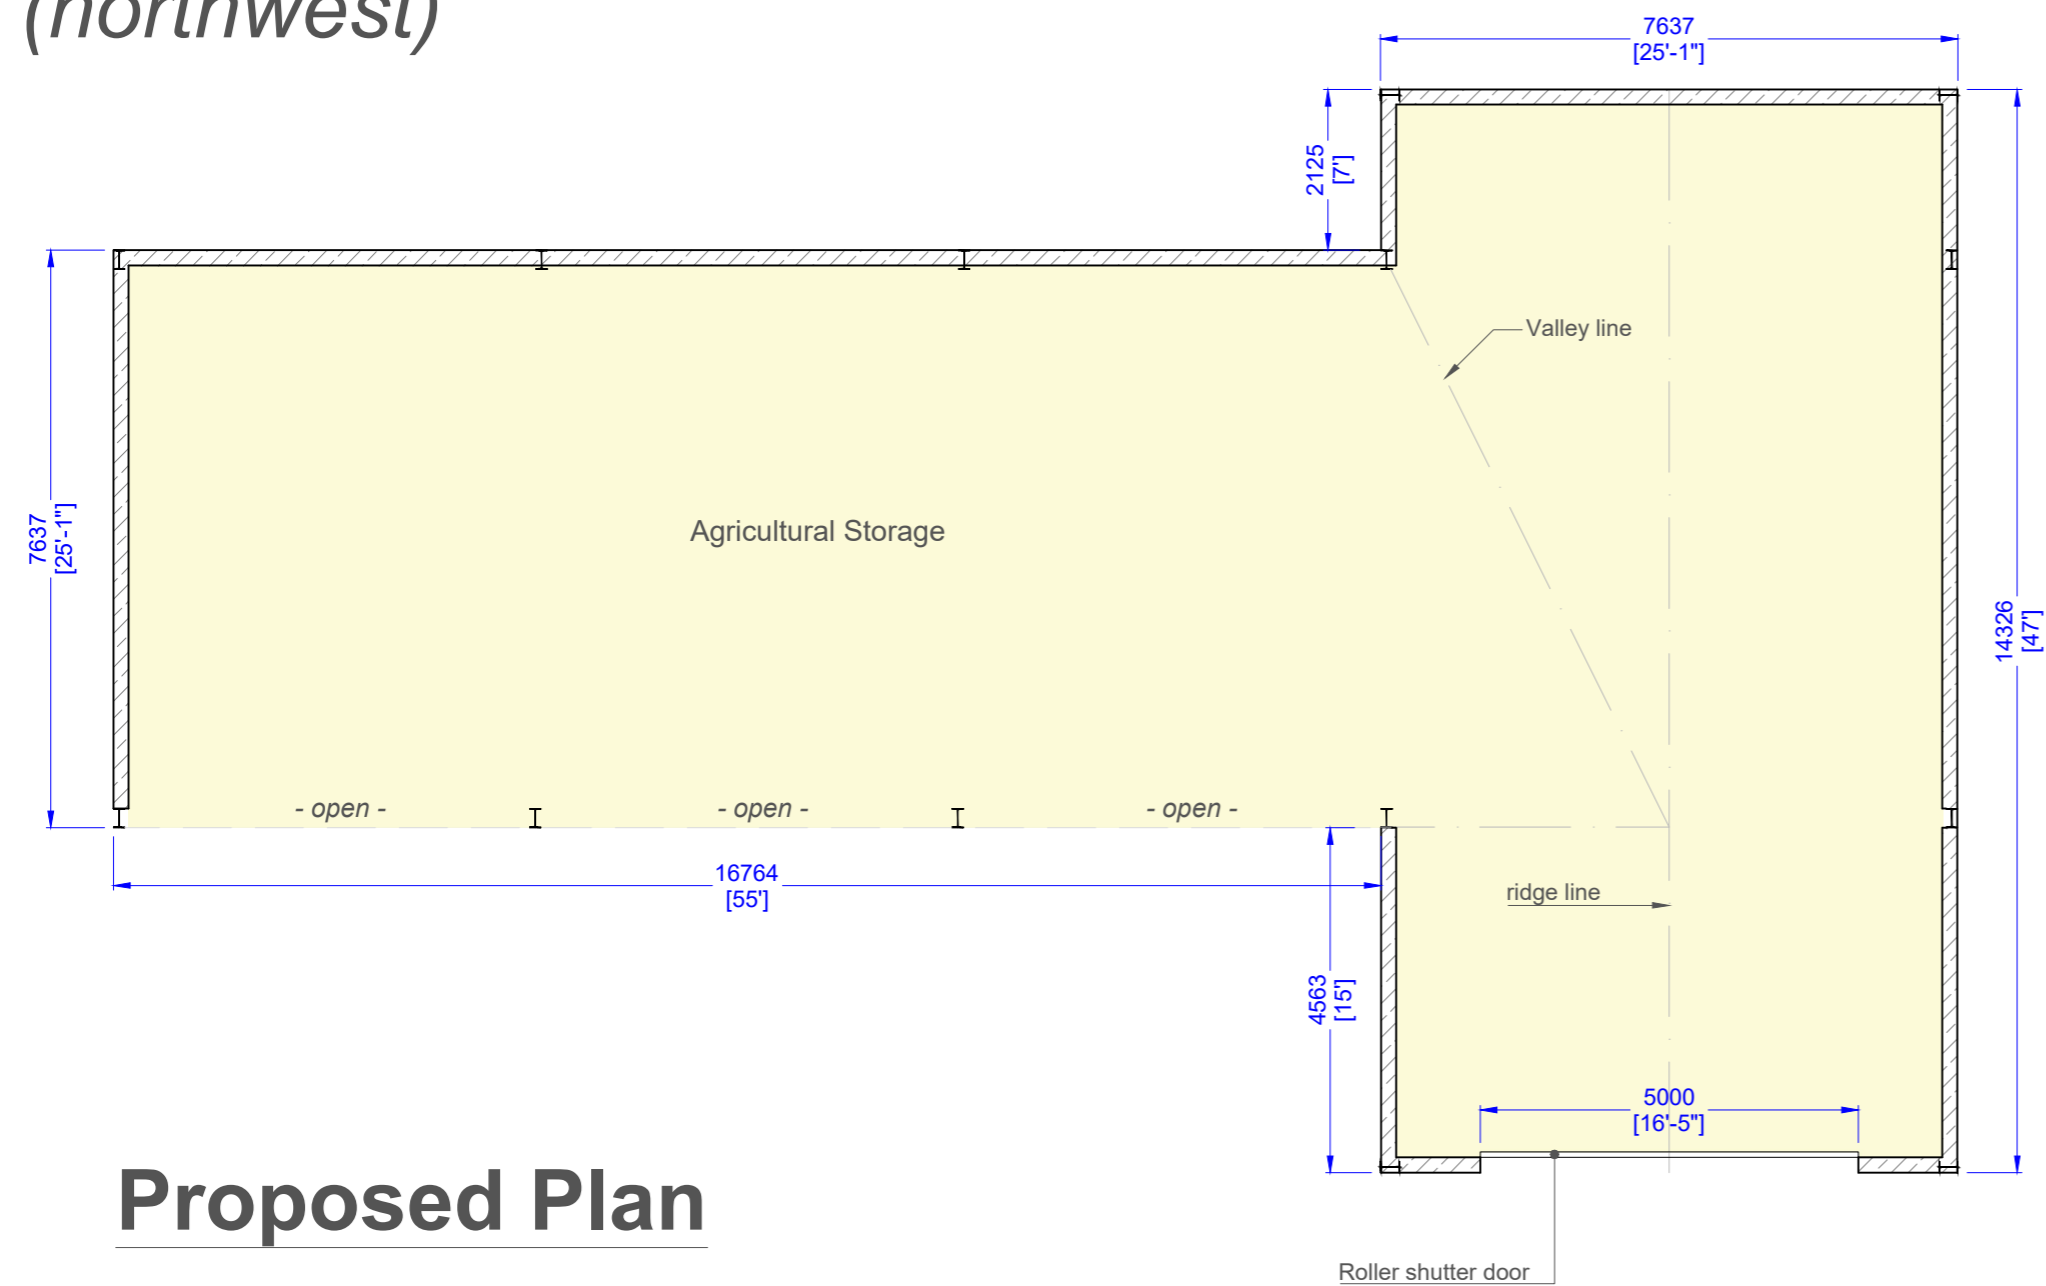 (northwest)
7637
[25'-1"]
2125
[7']
Valley line
7637
[25'-1"]
Agricultural Storage
14326
[47']
- open -
- open -
- open -
16764
[55']
ridge line
4563
[15']
5000
[16'-5"]
Proposed Plan
Roller shutter door